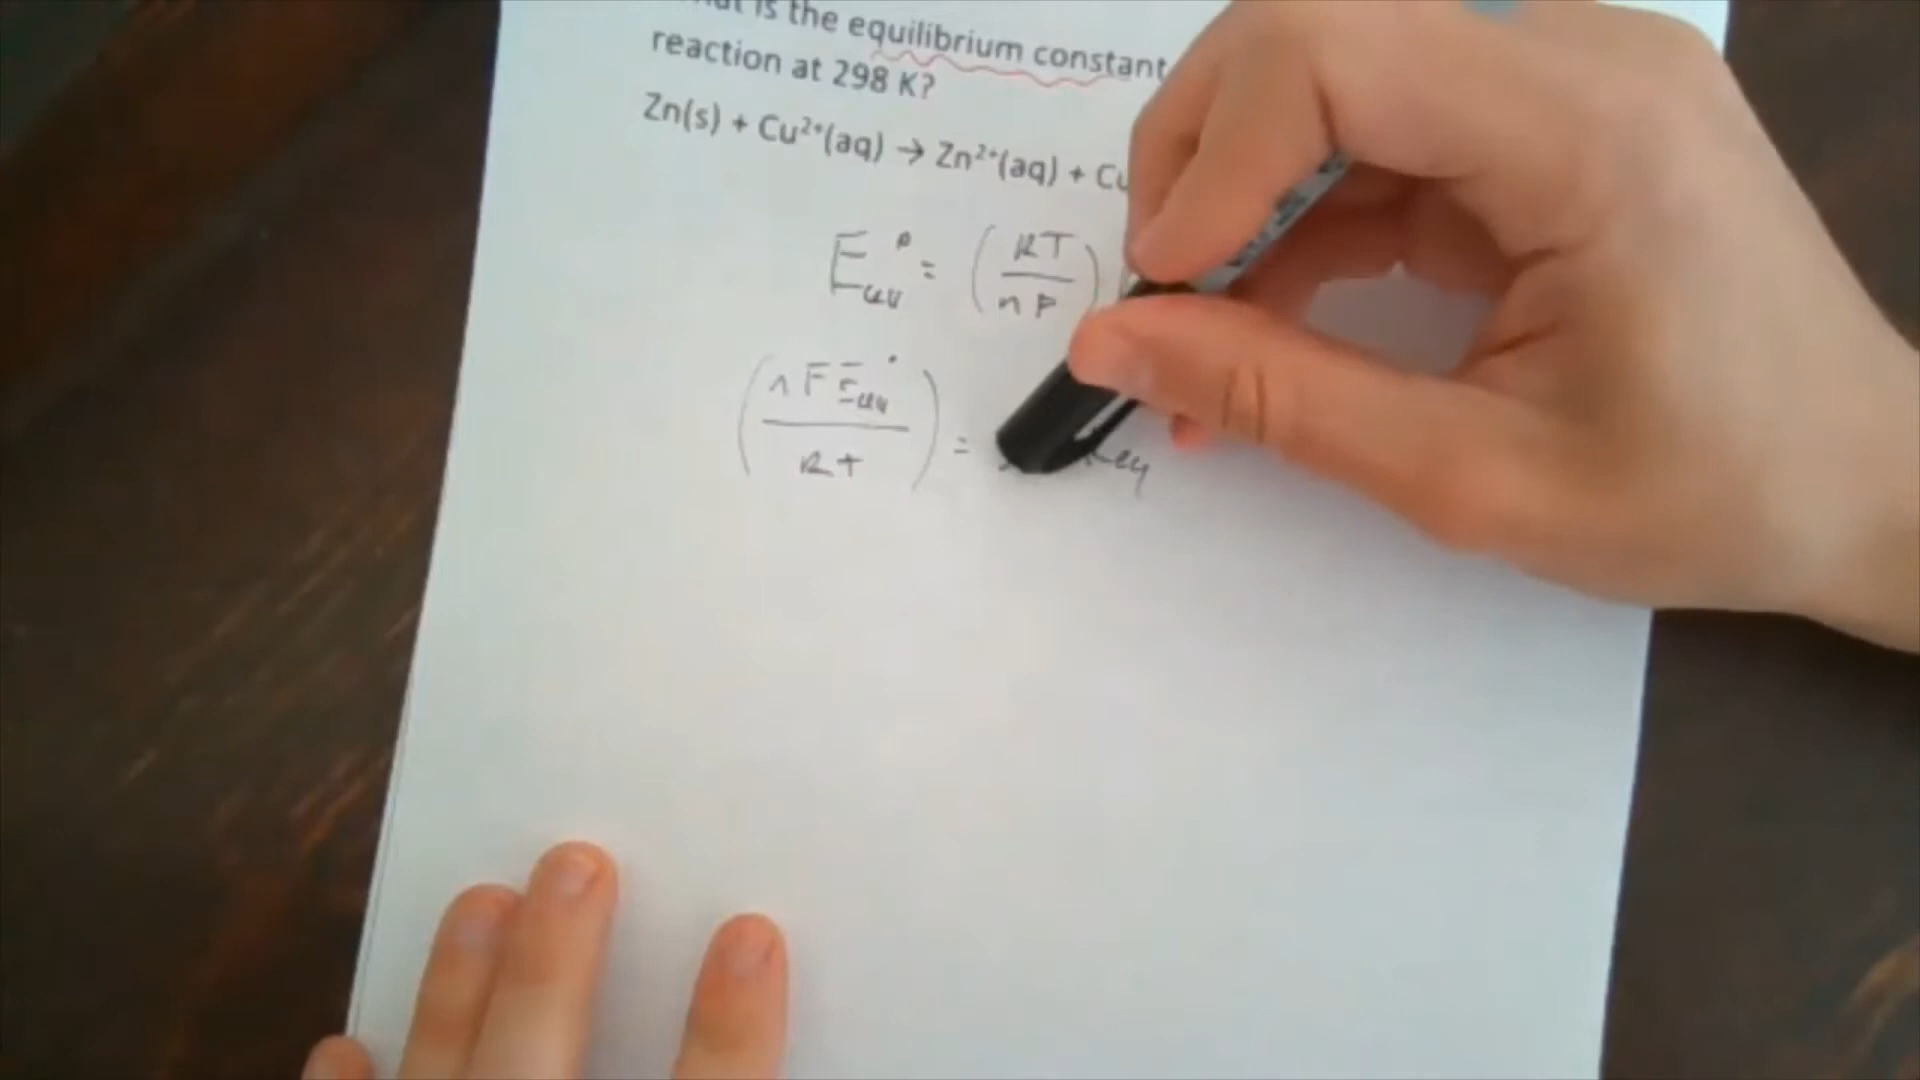 is the equilibrium constant
reaction at 298 K?
Zn(s) + Cu²⁺(aq) → Zn²⁺(aq) + Cu
E°cell = (RT/nF)
(nFE°cell/RT) = Keq